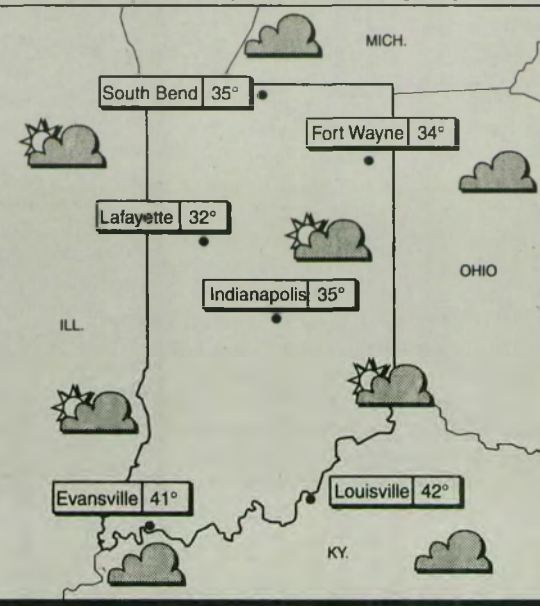 MICH.
South Bend 35°
Fort Wayne 34°
Lafayette 32°
OHIO
Indianapolis 35°
ILL.
Evansville 41°
Louisville 42°
KY.